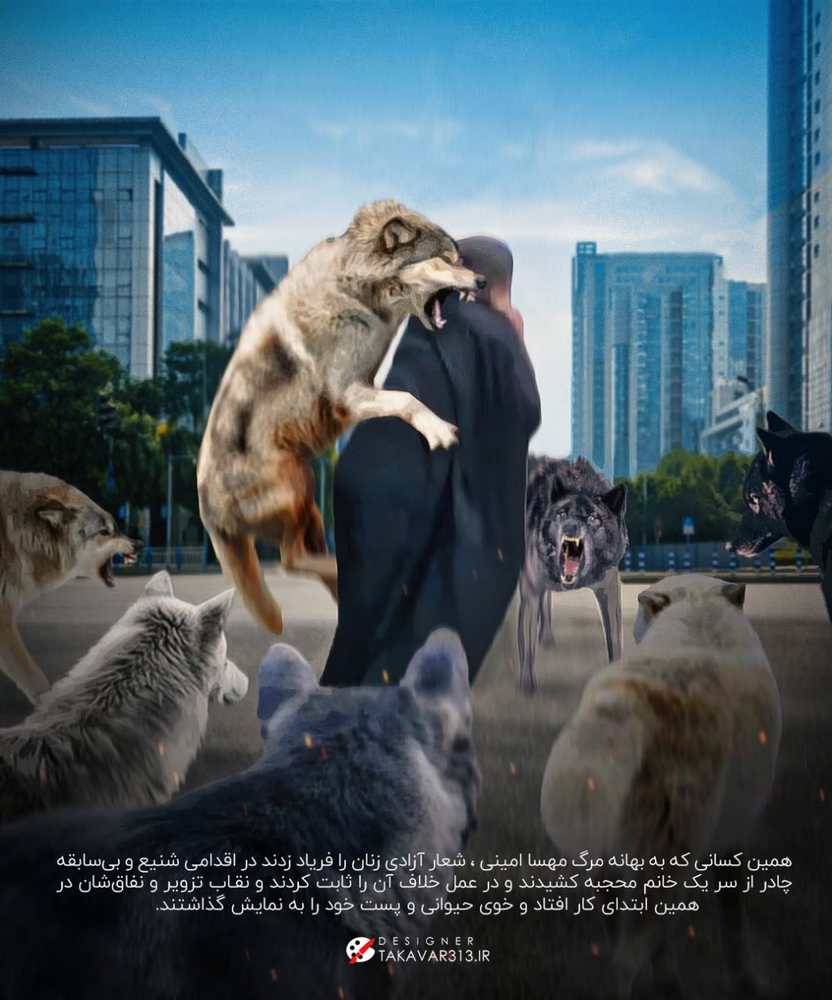 همین کسانی که به بهانه مرگ مهسا امینی ، شعار آزادی زنان را فریاد زدند در اقدامی شنیع و بی‌سابقه
چادر از سر یک خانم محجبه کشیدند و در عمل خلاف آن را ثابت کردند و نقاب تزویر و نفاق‌شان در
همین ابتدای کار افتاد و خوی حیوانی و پست خود را به نمایش گذاشتند.
DESIGNER
TAKAVAR313.IR